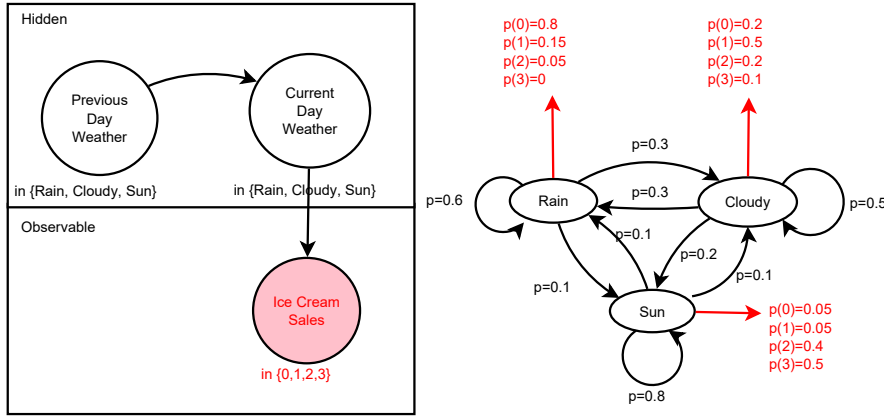 Hidden
Previous
Day
Weather
Current
Day
Weather
in {Rain, Cloudy, Sun}
in {Rain, Cloudy, Sun}
Observable
Ice Cream
Sales
in {0,1,2,3}
p(0)=0.8
p(1)=0.15
p(2)=0.05
p(3)=0
p(0)=0.2
p(1)=0.5
p(2)=0.2
p(3)=0.1
p=0.3
p=0.6
Rain
p=0.3
Cloudy
p=0.5
p=0.1
p=0.2
p=0.1
p=0.1
Sun
p(0)=0.05
p(1)=0.05
p(2)=0.4
p(3)=0.5
p=0.8